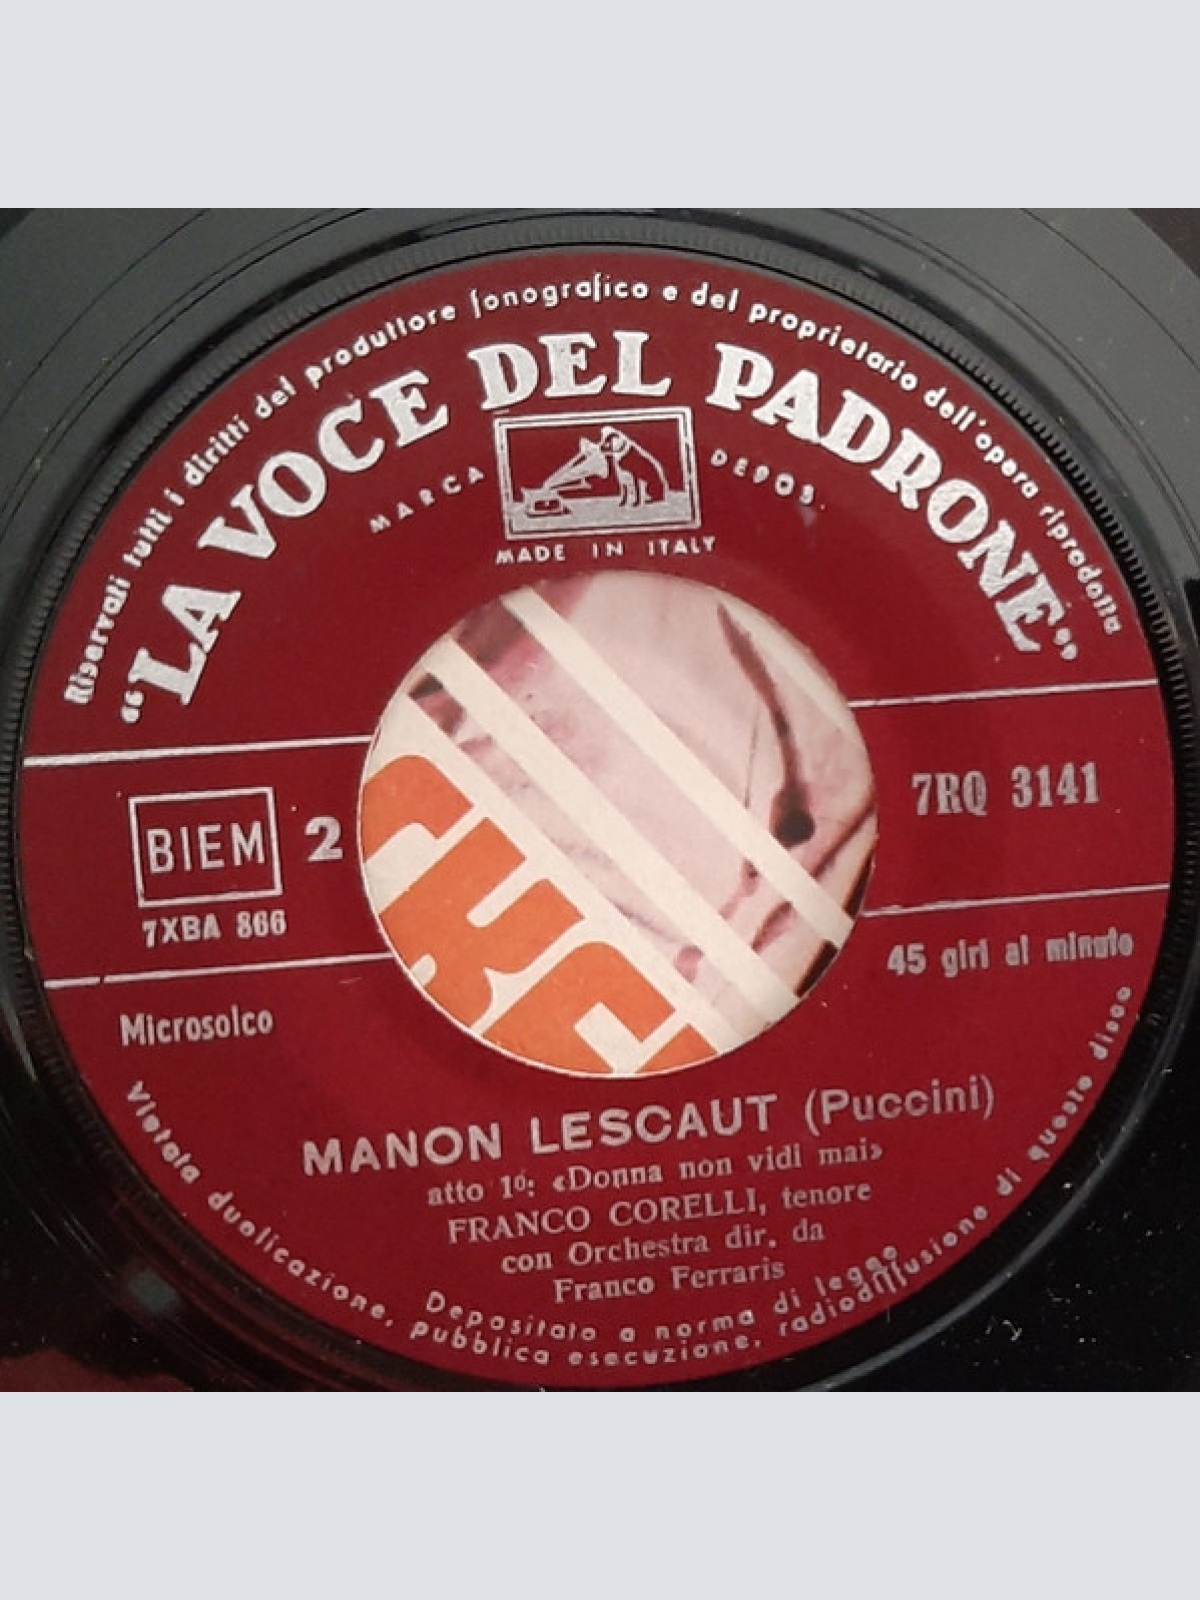 Riservati tutti i diritti del produttore fonografico e del proprietario dell'opera riprodotta
“LA VOCE DEL PADRONE”
MARCA DEPOS.
MADE IN ITALY
BIEM 2
7XBA 866
7RQ 3141
45 giri al minuto
Microsolco
MANON LESCAUT (Puccini)
atto 1º: «Donna non vidi mai»
FRANCO CORELLI, tenore
con Orchestra dir. da
Franco Ferraris
Depositato a norma di legge
Vietata duplicazione, pubblica esecuzione, radiodiffusione di questo disco